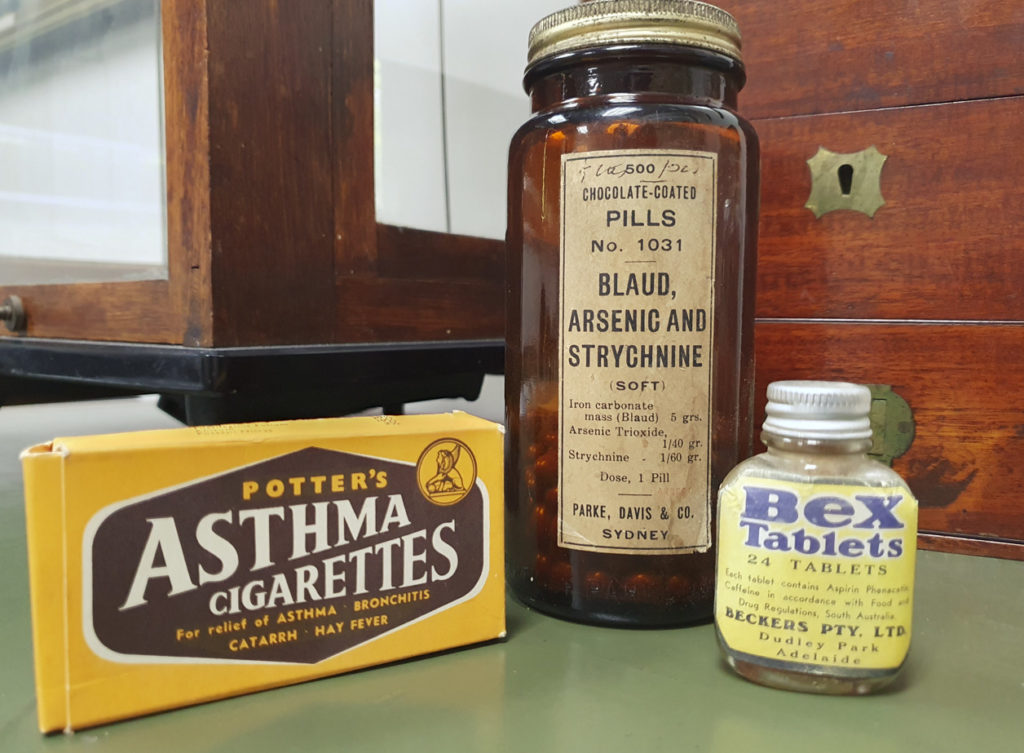 POTTER'S
ASTHMA
CIGARETTES
For relief of ASTHMA · BRONCHITIS
CATARRH · HAY FEVER
500
CHOCOLATE-COATED
PILLS
No. 1031
BLAUD,
ARSENIC AND
STRYCHNINE
(SOFT)
Iron carbonate
mass (Blaud) 5 grs.
Arsenic Trioxide,
1/40 gr.
Strychnine - 1/60 gr.
Dose, 1 Pill
PARKE, DAVIS & CO.
SYDNEY
Bex
Tablets
24 TABLETS
Each tablet contains Aspirin Phenacetin
Caffeine in accordance with Food and
Drug Regulations, South Australia.
BECKERS PTY. LTD.
Dudley Park
Adelaide